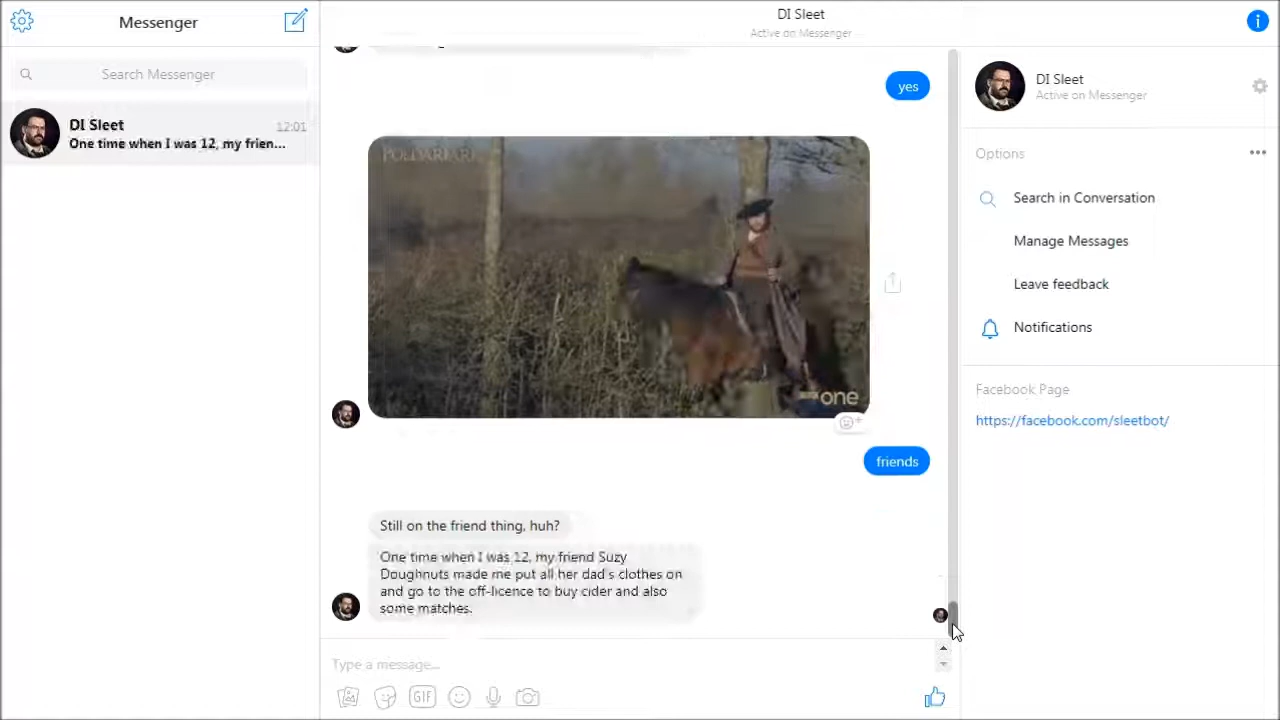 Messenger
Search Messenger
DI Sleet
12:01
One time when I was 12, my frien...
DI Sleet
Active on Messenger
yes
POLDARK
one
friends
Still on the friend thing, huh?
One time when I was 12, my friend Suzy
Doughnuts made me put all her dad's clothes on
and go to the off-licence to buy cider and also
some matches.
Type a message...
GIF
DI Sleet
Active on Messenger
Options
Search in Conversation
Manage Messages
Leave feedback
Notifications
Facebook Page
https://facebook.com/sleetbot/